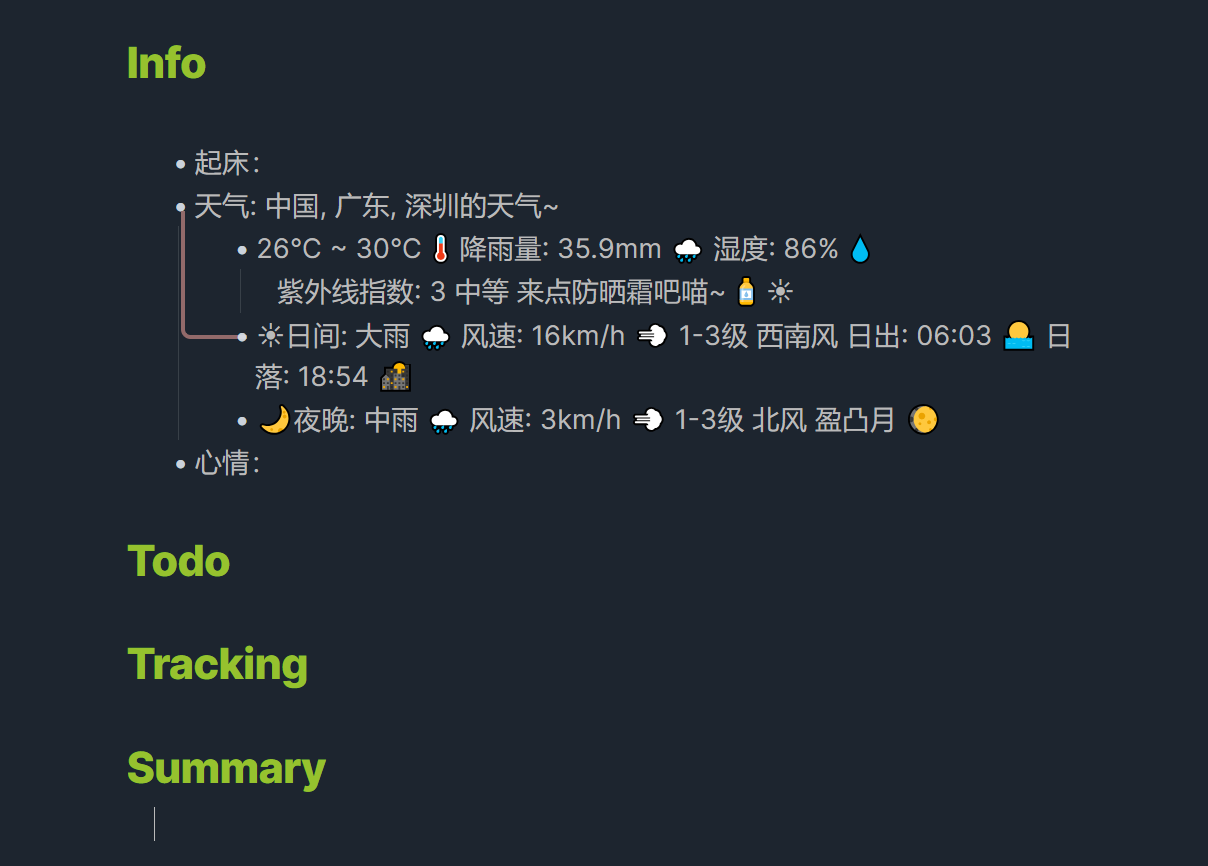 Info
起床：
天气: 中国, 广东, 深圳的天气~
26°C ~ 30°C 🌡️ 降雨量: 35.9mm 🌧️ 湿度: 86% 💧
紫外线指数: 3 中等 来点防晒霜吧喵~ 🧴 ☀
☀日间: 大雨 🌧️ 风速: 16km/h 💨 1-3级 西南风 日出: 06:03 🌅 日
落: 18:54 🌇
🌙夜晚: 中雨 🌧️ 风速: 3km/h 💨 1-3级 北风 盈凸月 🌔
心情：
Todo
Tracking
Summary